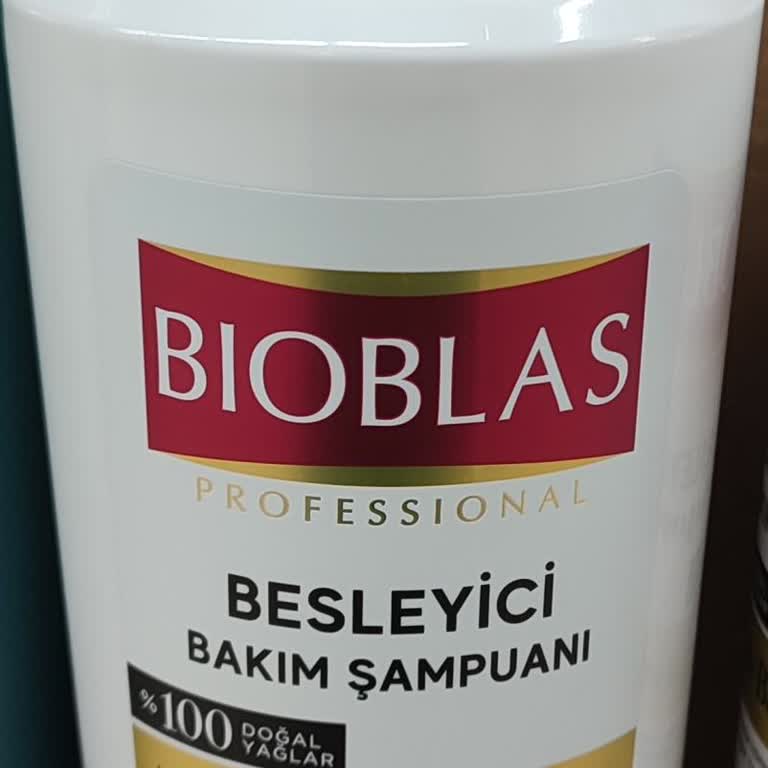 BIOBLAS
PROFESSIONAL
BESLEYİCİ
BAKIM ŞAMPUANI
%100 DOĞAL
YAĞLAR